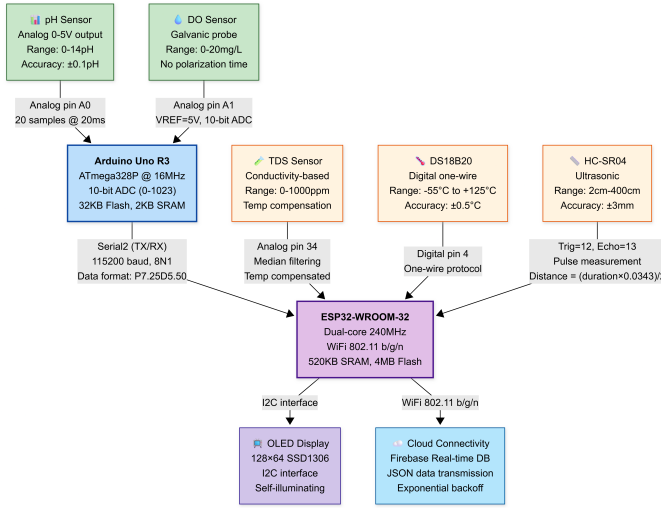 pH Sensor
Analog 0-5V output
Range: 0-14pH
Accuracy: ±0.1pH
DO Sensor
Galvanic probe
Range: 0-20mg/L
No polarization time
Analog pin A0
20 samples @ 20ms
Analog pin A1
VREF=5V, 10-bit ADC
Arduino Uno R3
ATmega328P @ 16MHz
10-bit ADC (0-1023)
32KB Flash, 2KB SRAM
TDS Sensor
Conductivity-based
Range: 0-1000ppm
Temp compensation
DS18B20
Digital one-wire
Range: -55°C to +125°C
Accuracy: ±0.5°C
HC-SR04
Ultrasonic
Range: 2cm-400cm
Accuracy: ±3mm
Serial2 (TX/RX)
115200 baud, 8N1
Data format: P7.25D5.50
Analog pin 34
Median filtering
Temp compensated
Digital pin 4
One-wire protocol
Trig=12, Echo=13
Pulse measurement
Distance = (duration×0.0343)/
ESP32-WROOM-32
Dual-core 240MHz
WiFi 802.11 b/g/n
520KB SRAM, 4MB Flash
I2C interface
WiFi 802.11 b/g/n
OLED Display
128×64 SSD1306
I2C interface
Self-illuminating
Cloud Connectivity
Firebase Real-time DB
JSON data transmission
Exponential backoff